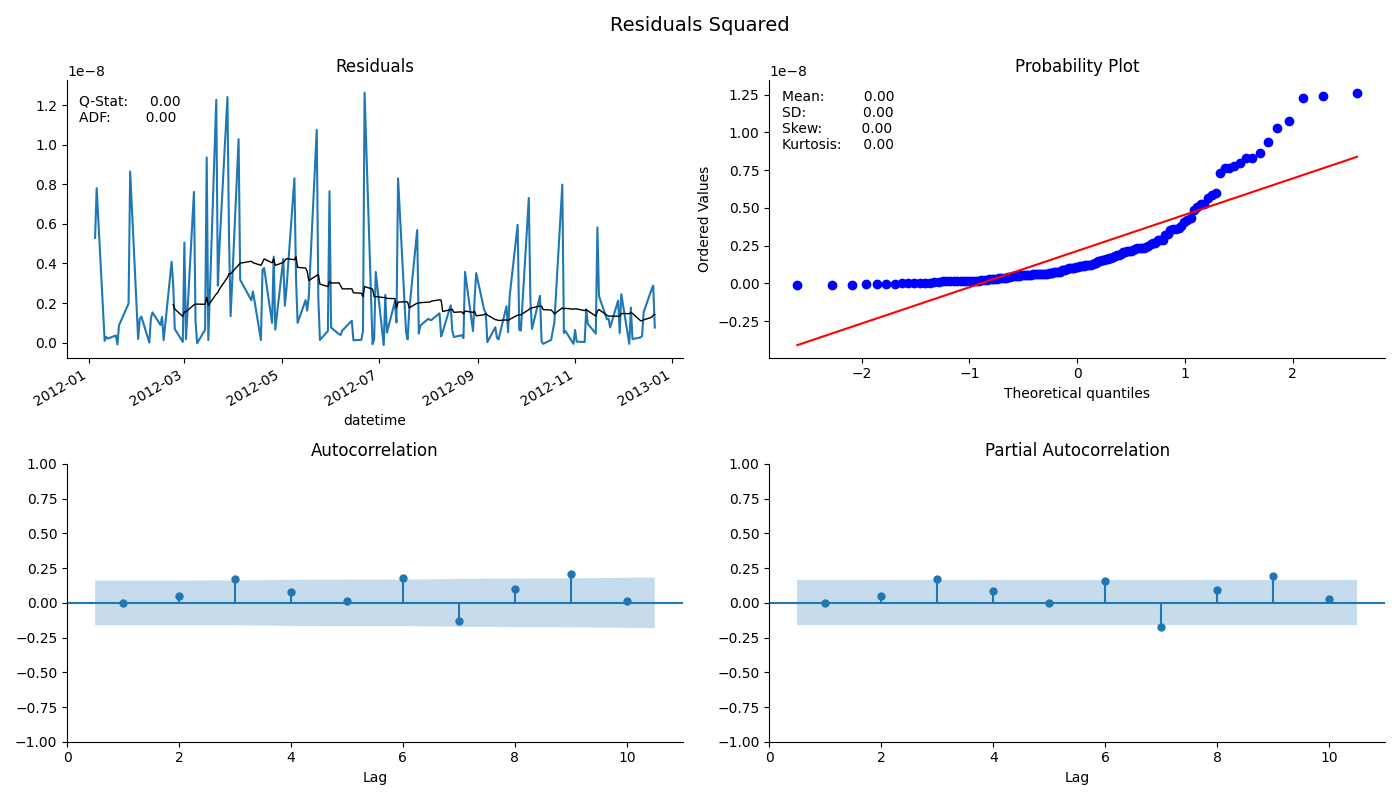 Residuals Squared
Residuals
1e−8
Q-Stat: 0.00
ADF: 0.00
1.2
1.0
0.8
0.6
0.4
0.2
0.0
2012-01 2012-03 2012-05 2012-07 2012-09 2012-11 2013-01
datetime
Probability Plot
1e−8
Mean: 0.00
SD: 0.00
Skew: 0.00
Kurtosis: 0.00
Ordered Values
1.25
1.00
0.75
0.50
0.25
0.00
−0.25
−2 −1 0 1 2
Theoretical quantiles
Autocorrelation
1.00
0.75
0.50
0.25
0.00
−0.25
−0.50
−0.75
−1.00
0 2 4 6 8 10
Lag
Partial Autocorrelation
1.00
0.75
0.50
0.25
0.00
−0.25
−0.50
−0.75
−1.00
0 2 4 6 8 10
Lag